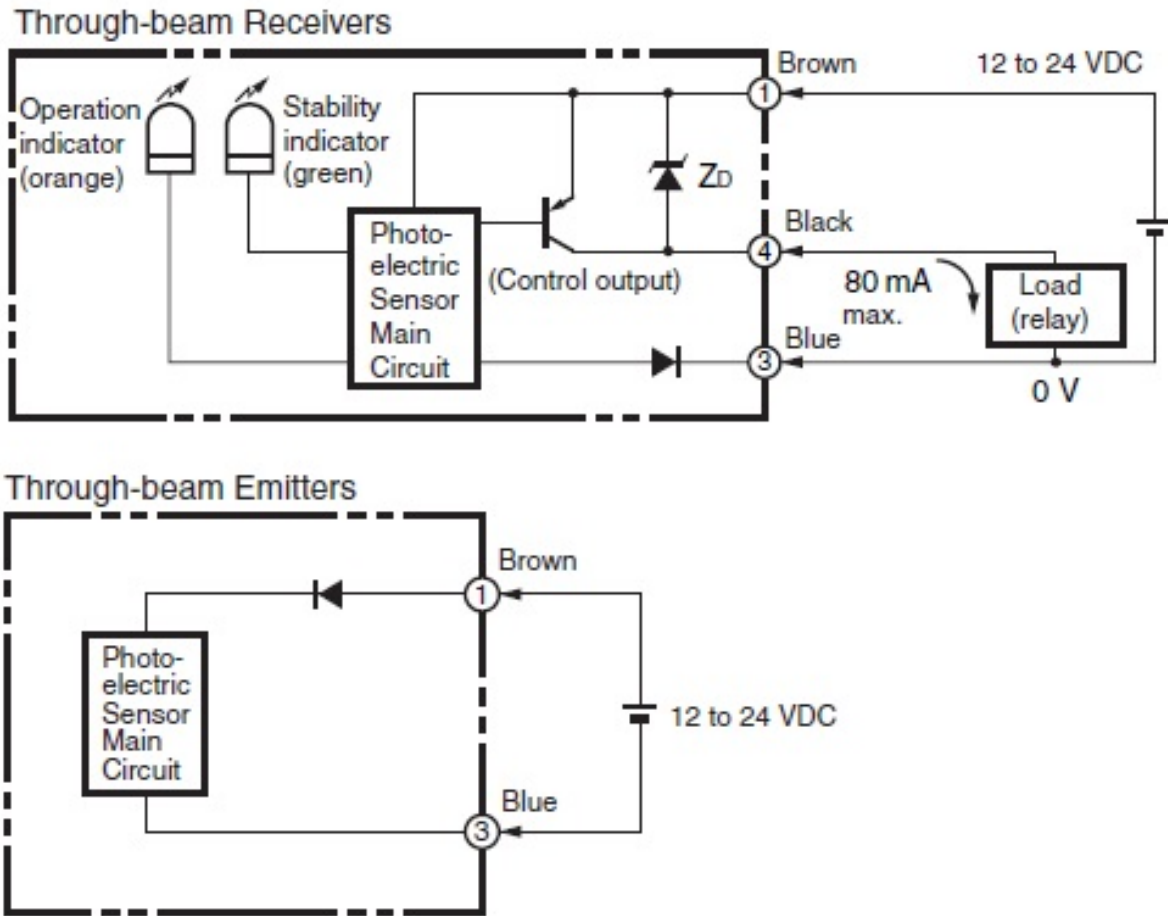 Through-beam Receivers
Brown
12 to 24 VDC
1
Operation
indicator
(orange)
Stability
indicator
(green)
ZD
Black
4
Photo-
electric
Sensor
Main
Circuit
(Control output)
80 mA
max.
Load
(relay)
Blue
3
0 V
Through-beam Emitters
Brown
1
Photo-
electric
Sensor
Main
Circuit
12 to 24 VDC
Blue
3